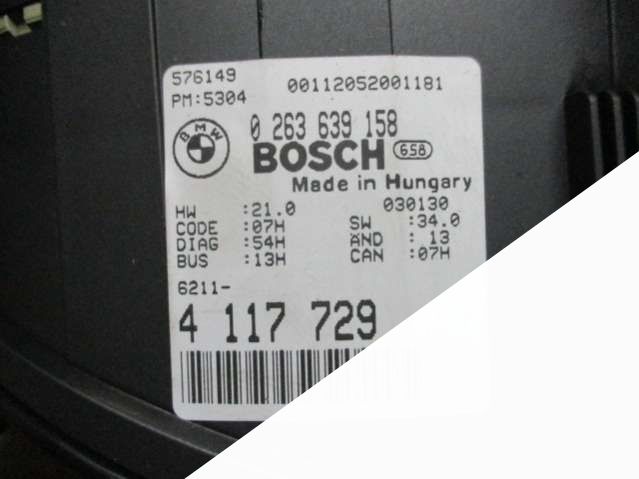 576149 00112052001181
PM:5304
BMW
0 263 639 158
BOSCH 658
Made in Hungary
030130
HW :21.0 SW :34.0
CODE :07H ÄND : 13
DIAG :54H CAN :07H
BUS :13H
6211-
4 117 729